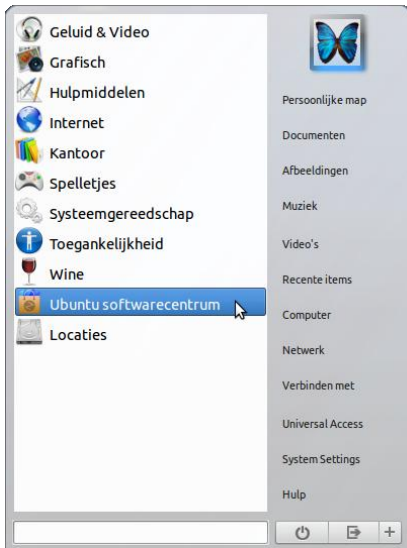 Geluid & Video
Grafisch
Hulpmiddelen
Internet
Kantoor
Spelletjes
Systeemgereedschap
Toegankelijkheid
Wine
Ubuntu softwarecentrum
Locaties
Persoonlijke map
Documenten
Afbeeldingen
Muziek
Video's
Recente items
Computer
Netwerk
Verbinden met
Universal Access
System Settings
Hulp